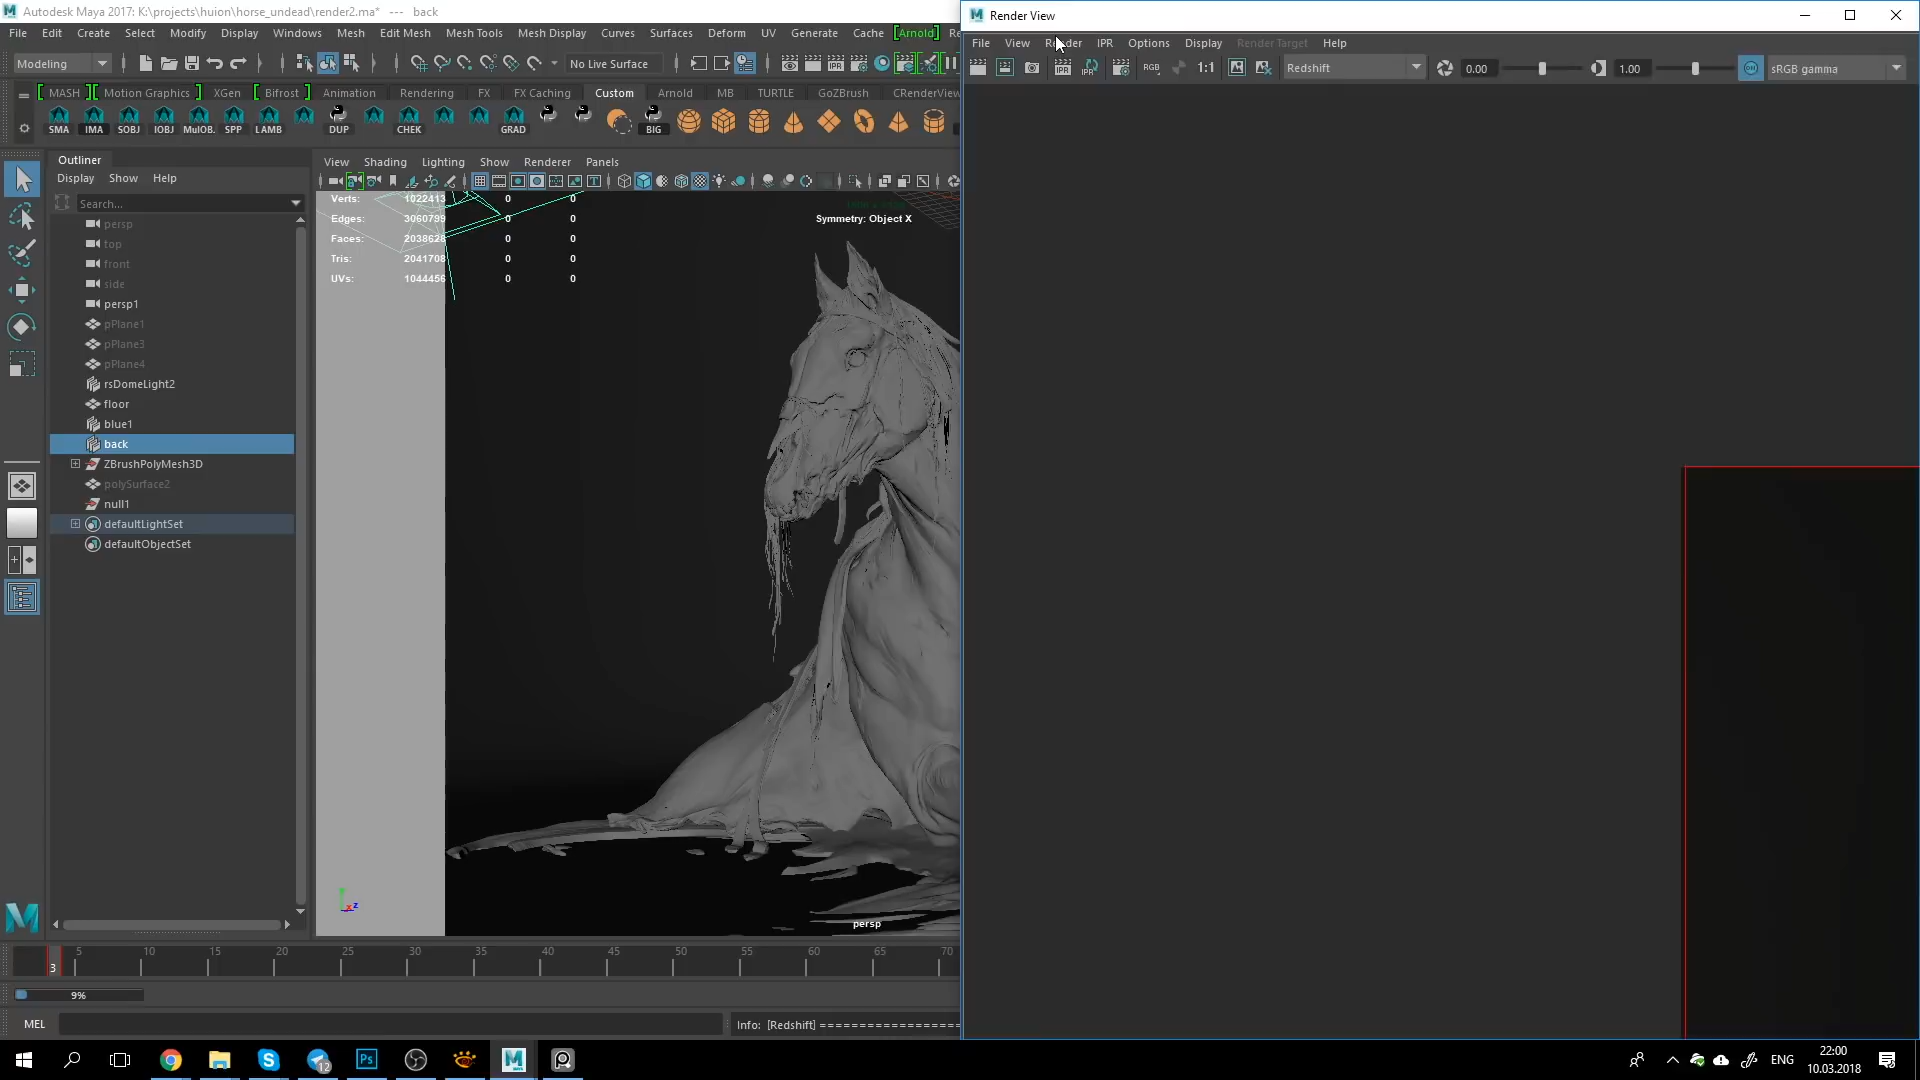 Autodesk Maya 2017: K:\projects\huion\horse_undead\render2.ma*   ---   back
Render View
File Edit Create Select Modify Display Windows Mesh Edit Mesh Mesh Tools Mesh Display Curves Surfaces Deform UV Generate Cache [Arnold]
File View Render IPR Options Display Render Target Help
Modeling
No Live Surface
IPR
IPR
IPR
RGB
1:1
Redshift
0.00
1.00
ON
sRGB gamma
MASH Motion Graphics XGen Bifrost Animation Rendering FX FX Caching Custom Arnold MB TURTLE GoZBrush CRenderView
SMA IMA SOBJ IOBJ MulOB. SPP LAMB DUP CHEK GRAD BIG
Outliner
Display Show Help
View Shading Lighting Show Renderer Panels
Search...
Verts: 1022413 0 0
Edges: 3060799 0 0
Faces: 2038628 0 0
Tris: 2041708 0 0
UVs: 1044456 0 0
Symmetry: Object X
persp
top
front
side
persp1
pPlane1
pPlane3
pPlane4
rsDomeLight2
floor
blue1
back
ZBrushPolyMesh3D
polySurface2
null1
defaultLightSet
defaultObjectSet
z
persp
3
5 10 15 20 25 30 35 40 45 50 55 60 65 70
9%
MEL
Info: [Redshift] ====================
Ps
12
ENG
22:00
10.03.2018